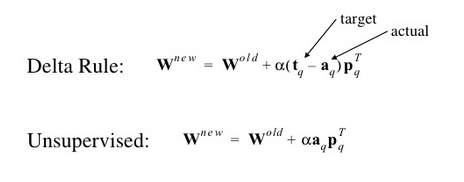 target
actual
Delta Rule: W^new = W^old + α(t_q – a_q)p_q^T
Unsupervised: W^new = W^old + αa_q p_q^T